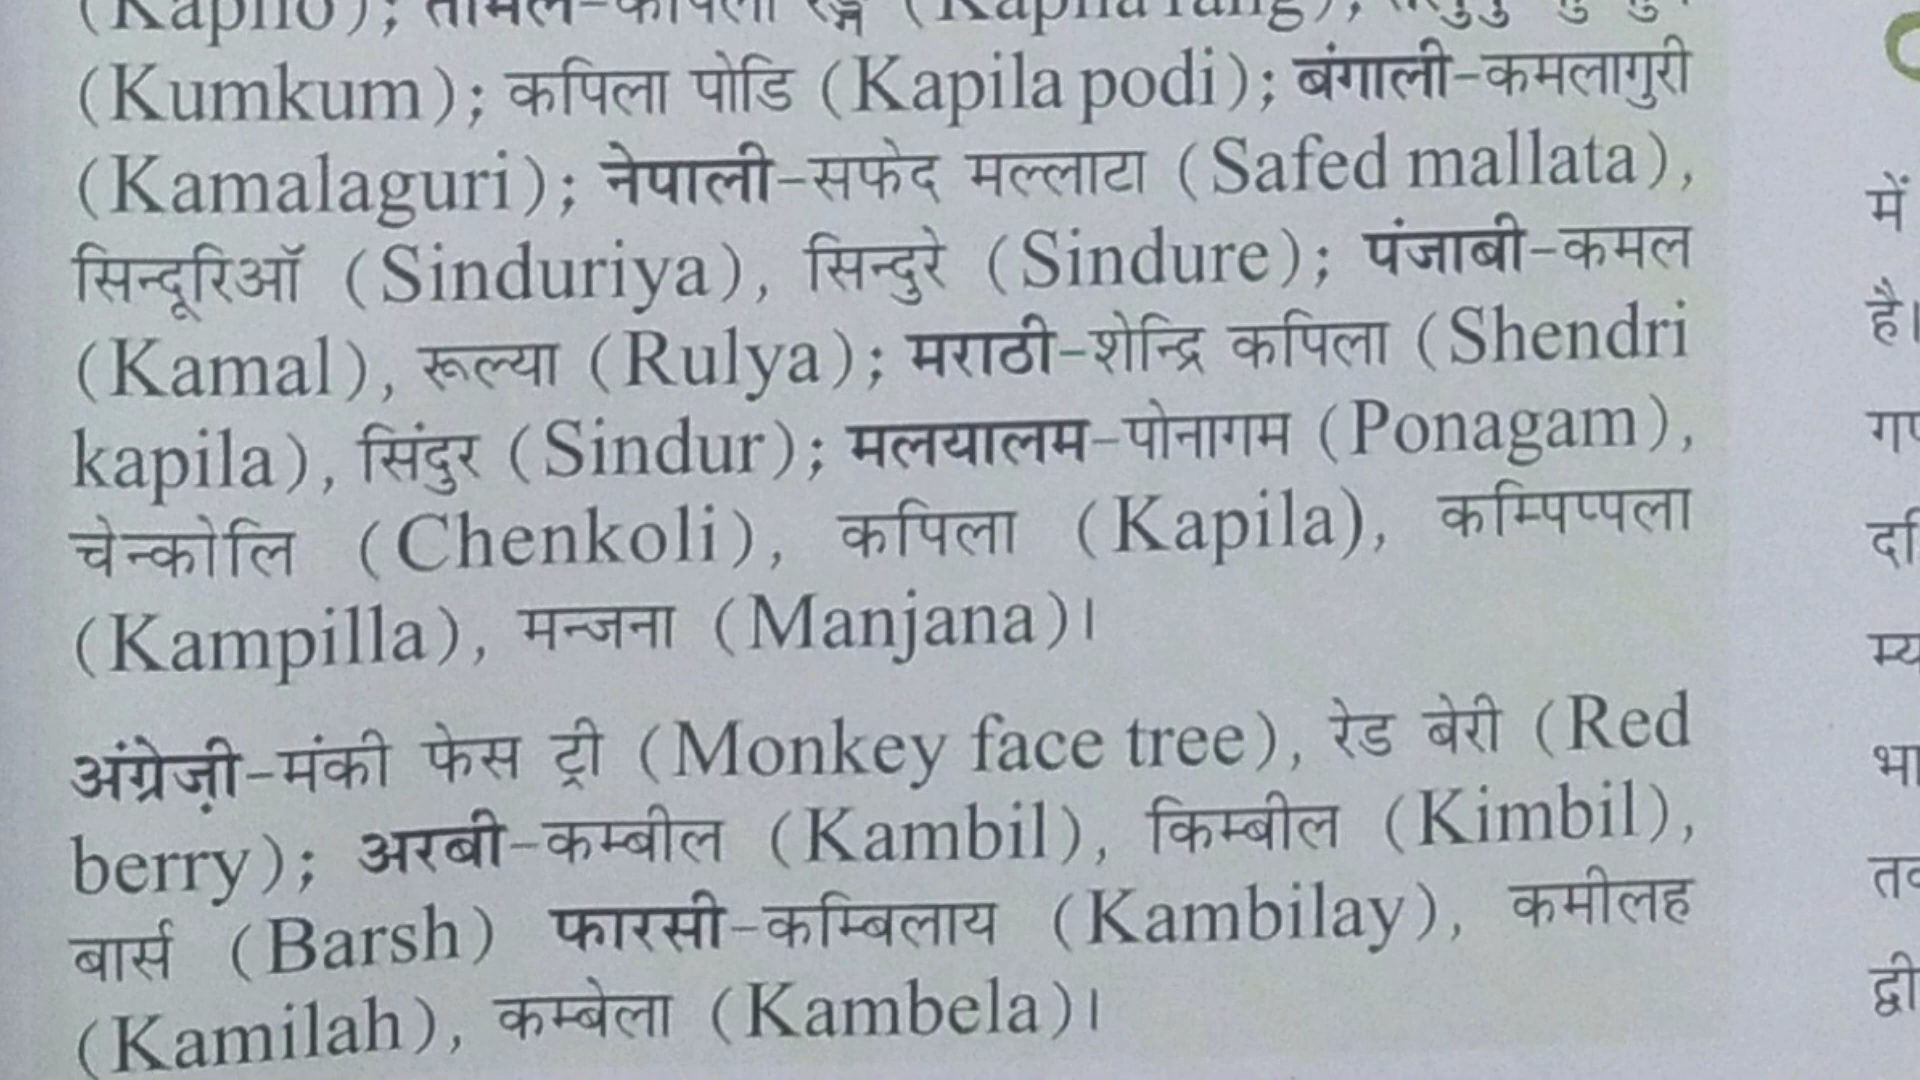 (Kumkum); कपिला पोडि (Kapila podi); बंगाली-कमलागुरी
(Kamalaguri); नेपाली-सफेद मल्लाटा (Safed mallata),
सिन्दूरिऑ (Sinduriya), सिन्दुरे (Sindure); पंजाबी-कमल
(Kamal), रूल्या (Rulya); मराठी-शेन्द्रि कपिला (Shendri
kapila), सिंदुर (Sindur); मलयालम-पोनागम (Ponagam),
चेन्कोलि (Chenkoli), कपिला (Kapila), कम्पिप्पला
(Kampilla), मन्जना (Manjana)।
अंग्रेज़ी-मंकी फेस ट्री (Monkey face tree), रेड बेरी (Red
berry); अरबी-कम्बील (Kambil), किम्बील (Kimbil),
बार्स (Barsh) फारसी-कम्बिलाय (Kambilay), कमीलह
(Kamilah), कम्बेला (Kambela)।
में
है।